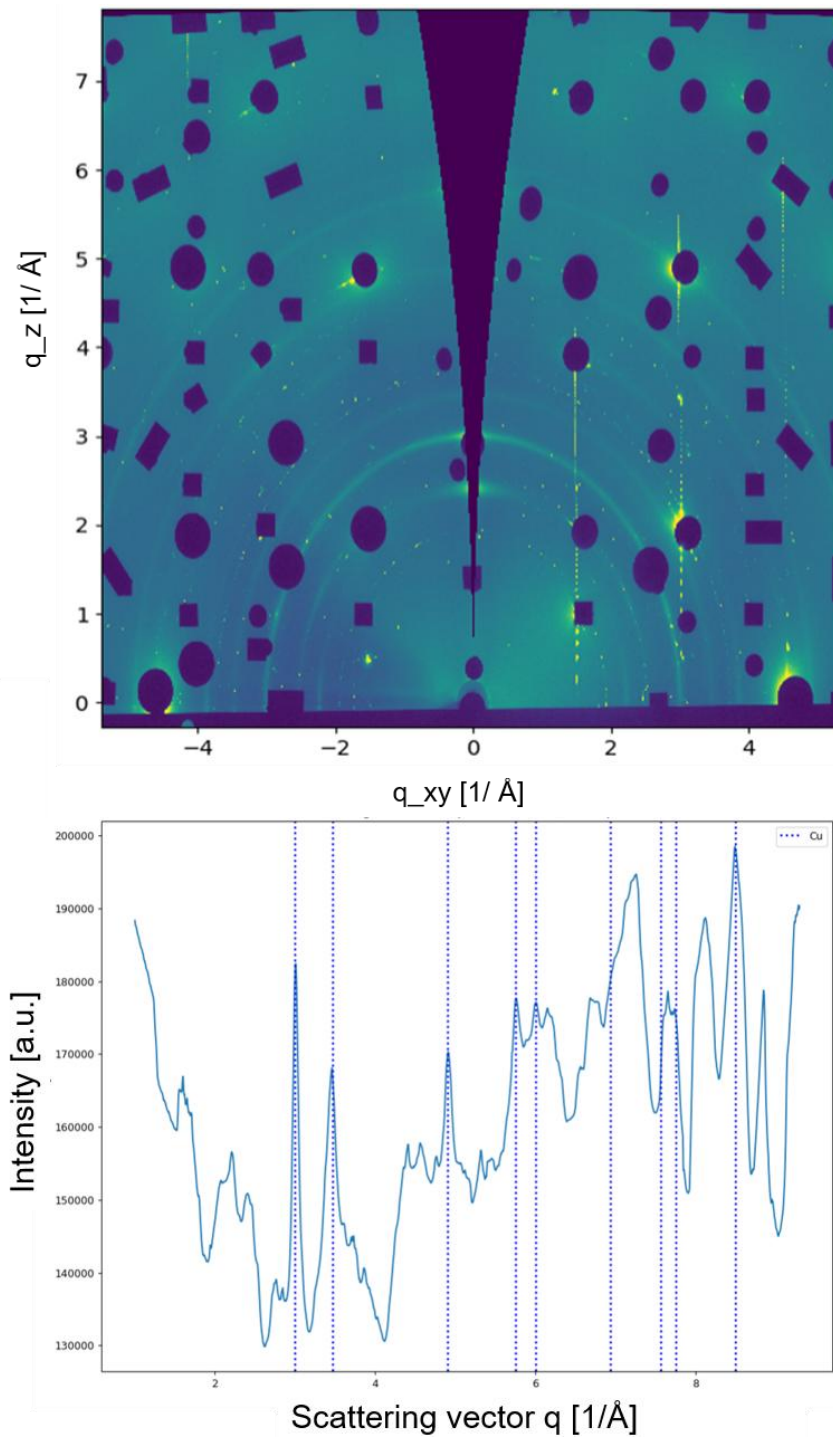 7
6
5
4
3
2
1
0
q_z [1/ Å]
−4 −2 0 2 4
q_xy [1/ Å]
200000
190000
180000
170000
160000
150000
140000
130000
Cu
Intensity [a.u.]
2 4 6 8
Scattering vector q [1/Å]